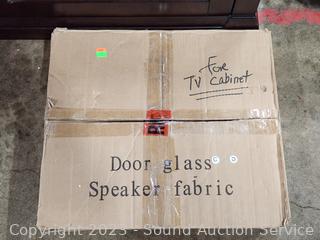 For
TV Cabinet
Door glass
Speaker fabric
Copyright 2023 - Sound Auction Service